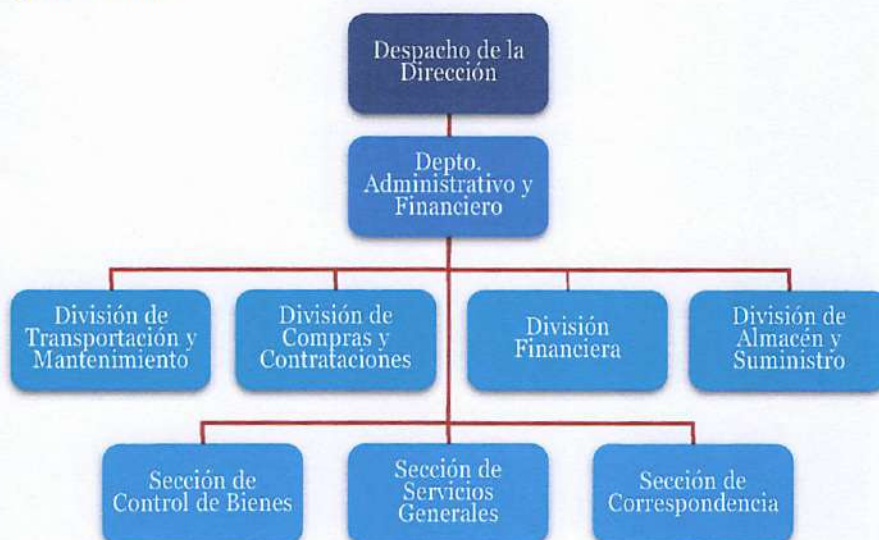 Despacho de la
Dirección
Depto.
Administrativo y
Financiero
División de
Transportación y
Mantenimiento
División de
Compras y
Contrataciones
División
Financiera
División de
Almacén y
Suministro
Sección de
Control de Bienes
Sección de
Servicios
Generales
Sección de
Correspondencia